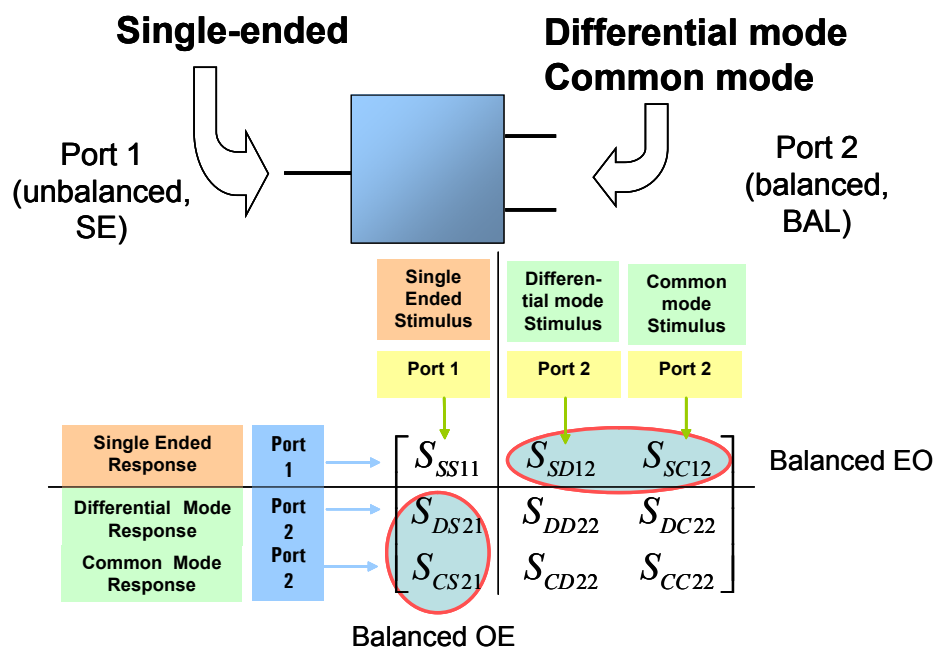 Single-ended
Differential mode
Common mode
Port 1
(unbalanced,
SE)
Port 2
(balanced,
BAL)
Single
Ended
Stimulus
Differen-
tial mode
Stimulus
Common
mode
Stimulus
Port 1
Port 2
Port 2
Single Ended
Response
Port
1
S_SS11
S_SD12
S_SC12
Balanced EO
Differential Mode
Response
Port
2
S_DS21
S_DD22
S_DC22
Common Mode
Response
Port
2
S_CS21
S_CD22
S_CC22
Balanced OE